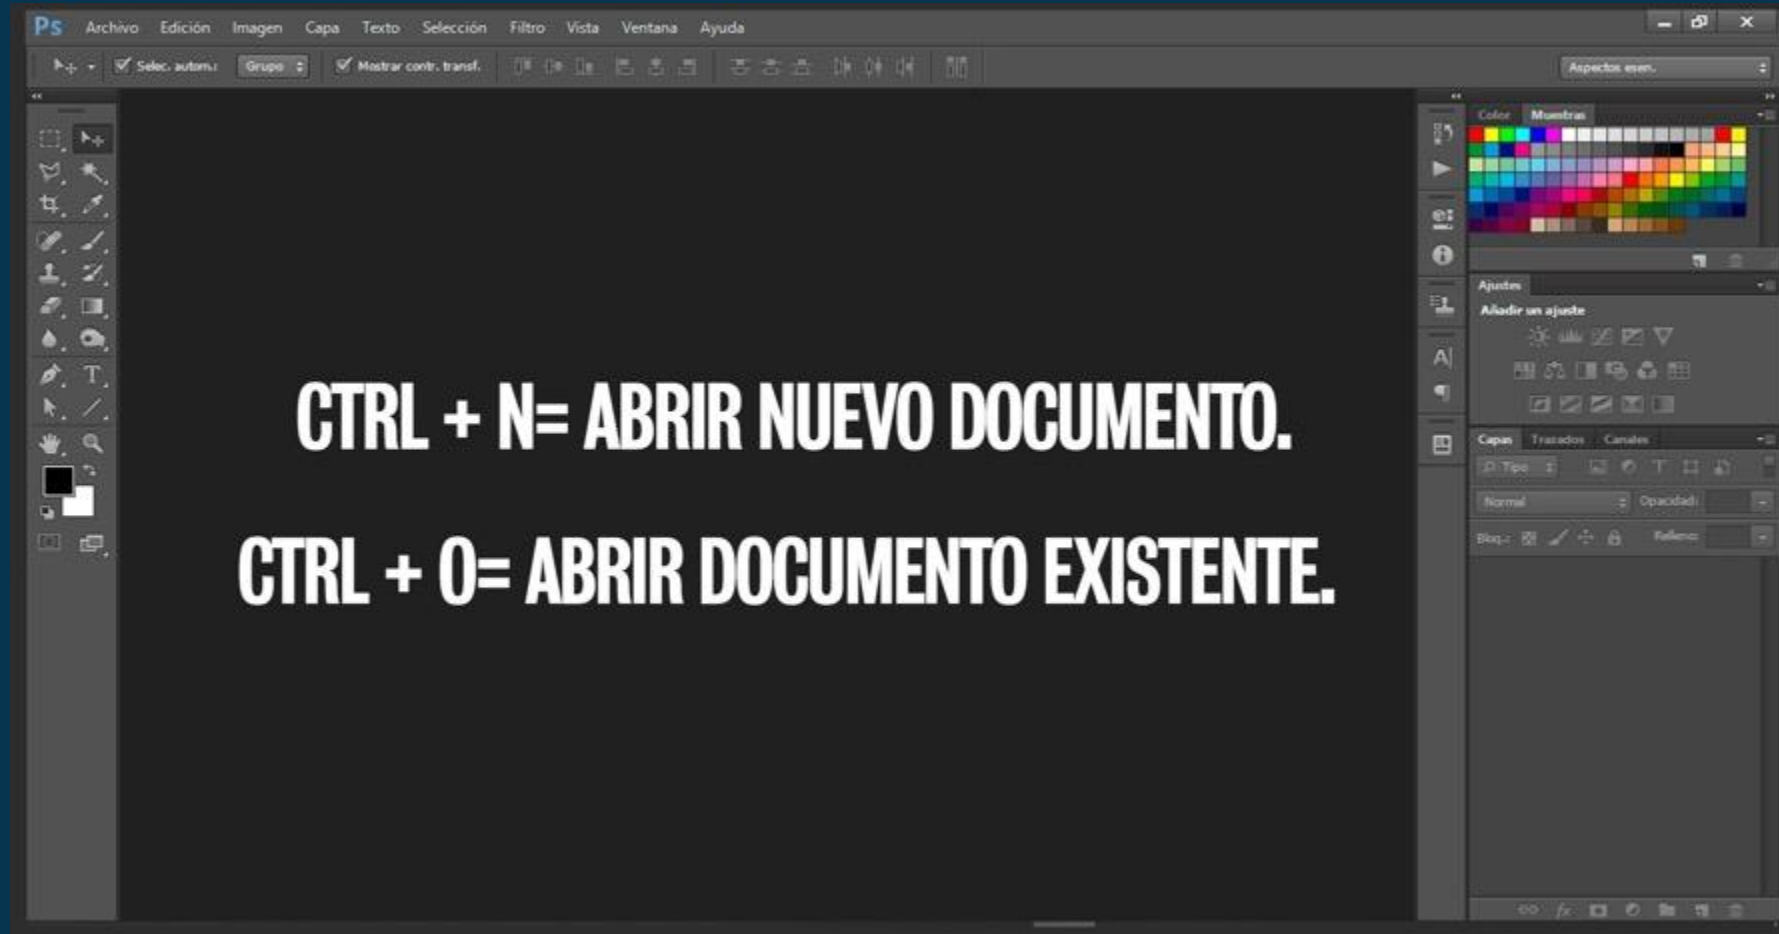 Ps Archivo Edición Imagen Capa Texto Selección Filtro Vista Ventana Ayuda
Selec. autom.: Grupo Mostrar contr. transf. Aspectos esen.
Color Muestras
Ajustes
Añadir un ajuste
CTRL + N= ABRIR NUEVO DOCUMENTO.
Capas Trazados Canales
Tipo
Normal Opacidad:
CTRL + O= ABRIR DOCUMENTO EXISTENTE.
Bloq.: Relleno: